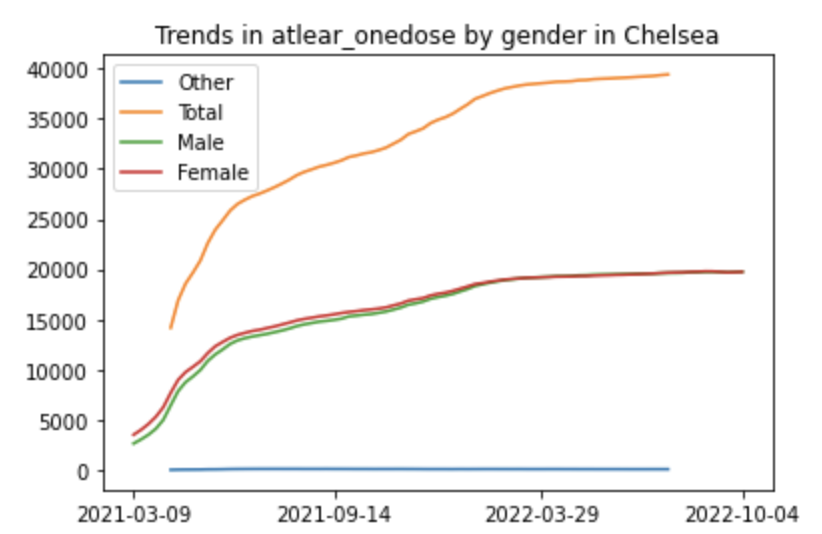 Trends in atlear_onedose by gender in Chelsea
40000
35000
30000
25000
20000
15000
10000
5000
0
Other
Total
Male
Female
2021-03-09
2021-09-14
2022-03-29
2022-10-04